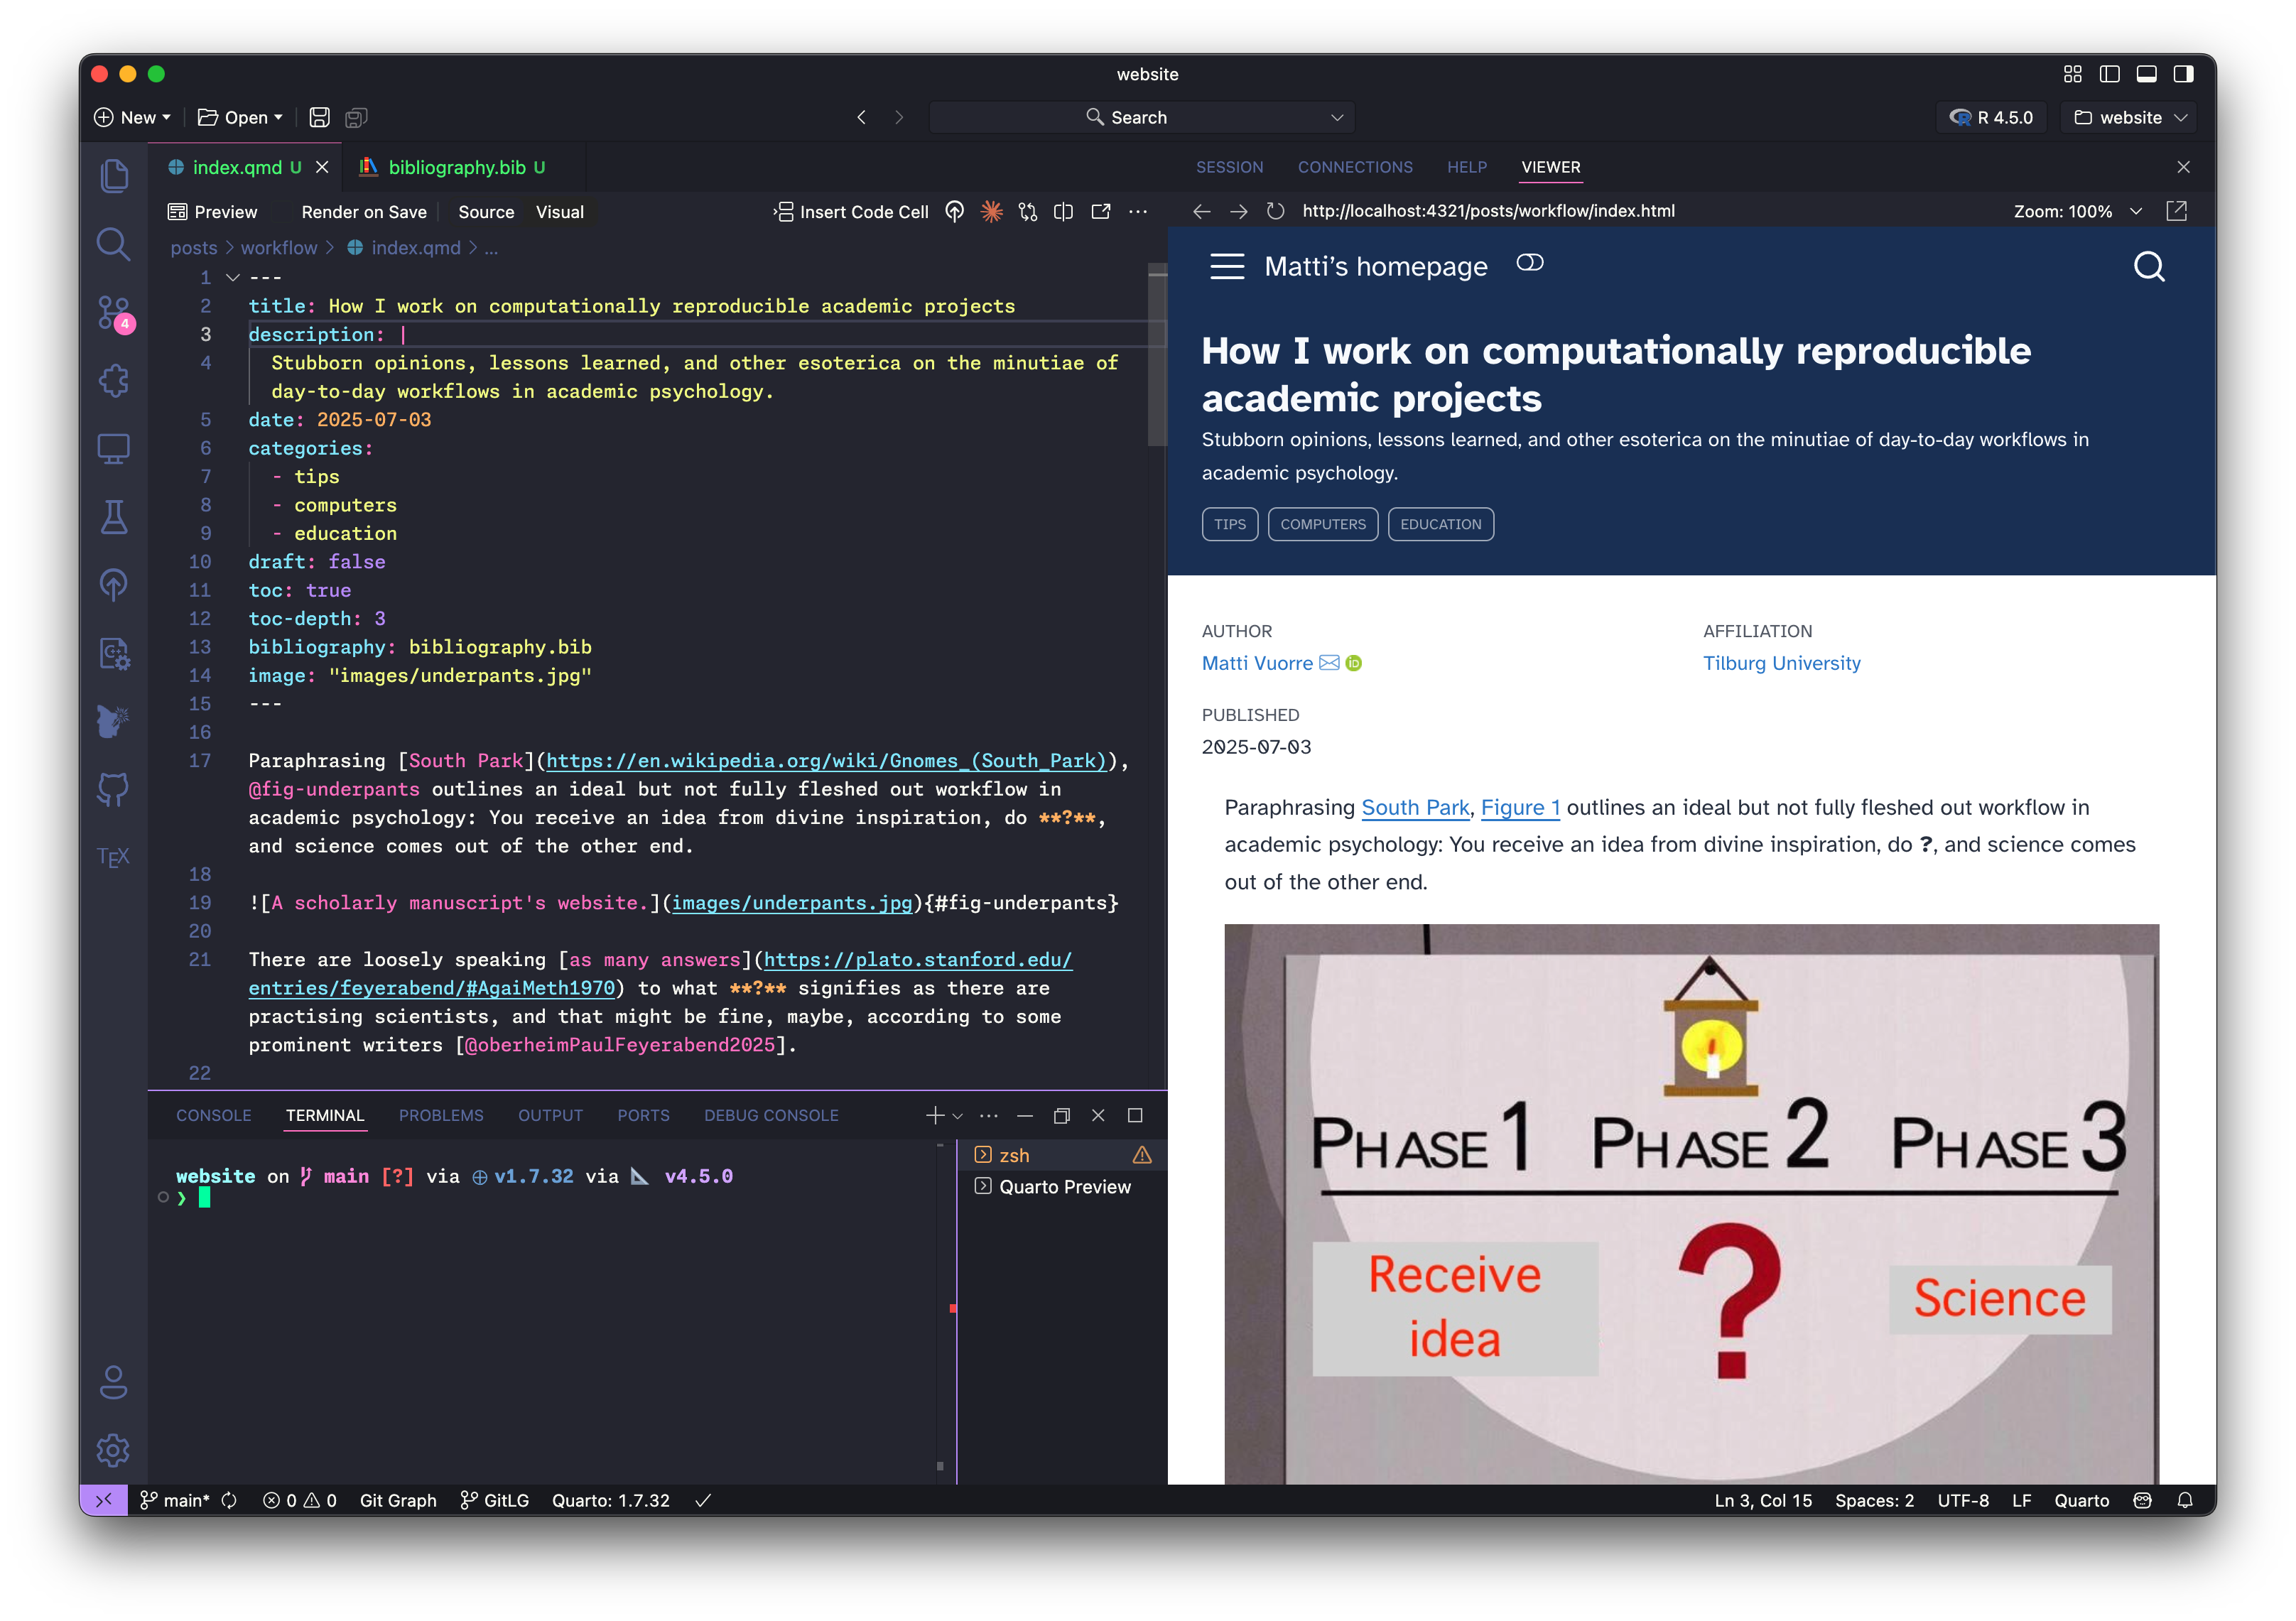 website
New
Open
Search
R 4.5.0
website
index.qmd U
bibliography.bib U
Preview
Render on Save
Source
Visual
Insert Code Cell
posts > workflow > index.qmd > ...
4
1 ---
2 title: How I work on computationally reproducible academic projects
3 description: |
4 Stubborn opinions, lessons learned, and other esoterica on the minutiae of
day-to-day workflows in academic psychology.
5 date: 2025-07-03
6 categories:
7 - tips
8 - computers
9 - education
10 draft: false
11 toc: true
12 toc-depth: 3
13 bibliography: bibliography.bib
14 image: "images/underpants.jpg"
15 ---
16
17 Paraphrasing [South Park](https://en.wikipedia.org/wiki/Gnomes_(South_Park)),
@fig-underpants outlines an ideal but not fully fleshed out workflow in
academic psychology: You receive an idea from divine inspiration, do **?**,
and science comes out of the other end.
18
19 ![A scholarly manuscript's website.](images/underpants.jpg){#fig-underpants}
20
21 There are loosely speaking [as many answers](https://plato.stanford.edu/
entries/feyerabend/#AgaiMeth1970) to what **?** signifies as there are
practising scientists, and that might be fine, maybe, according to some
prominent writers [@oberheimPaulFeyerabend2025].
22
TEX
CONSOLE
TERMINAL
PROBLEMS
OUTPUT
PORTS
DEBUG CONSOLE
website on main [?] via v1.7.32 via v4.5.0
❯
zsh
Quarto Preview
SESSION
CONNECTIONS
HELP
VIEWER
http://localhost:4321/posts/workflow/index.html
Zoom: 100%
Matti’s homepage
How I work on computationally reproducible
academic projects
Stubborn opinions, lessons learned, and other esoterica on the minutiae of day-to-day workflows in
academic psychology.
TIPS
COMPUTERS
EDUCATION
AUTHOR
Matti Vuorre
iD
AFFILIATION
Tilburg University
PUBLISHED
2025-07-03
Paraphrasing South Park, Figure 1 outlines an ideal but not fully fleshed out workflow in
academic psychology: You receive an idea from divine inspiration, do ?, and science comes
out of the other end.
PHASE 1 PHASE 2 PHASE 3
Receive
idea
?
Science
main*
0
0
Git Graph
GitLG
Quarto: 1.7.32
Ln 3, Col 15
Spaces: 2
UTF-8
LF
Quarto